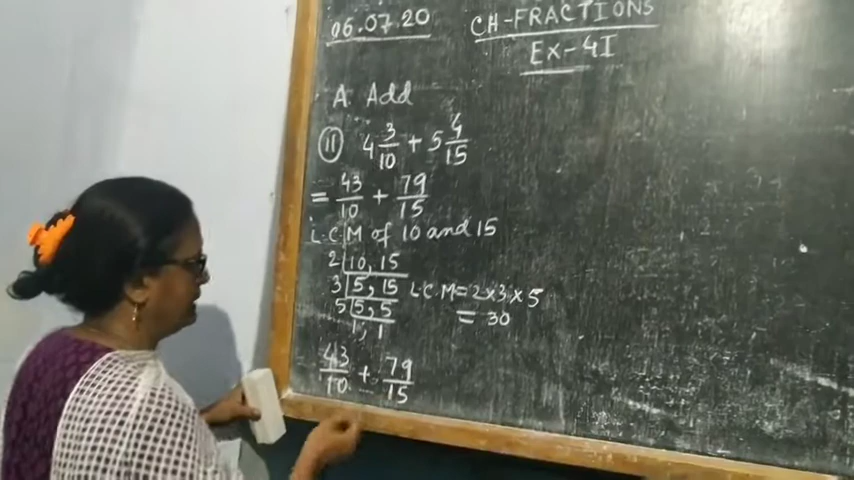 06.07.20
CH-FRACTIONS
Ex-4I
A. Add
(11) 4 3/10 + 5 4/15
= 43/10 + 79/15
L.C.M of 10 and 15
2 | 10, 15
3 | 5, 15 L.C.M = 2×3×5
5 | 5, 5 = 30
1, 1
43/10 + 79/15